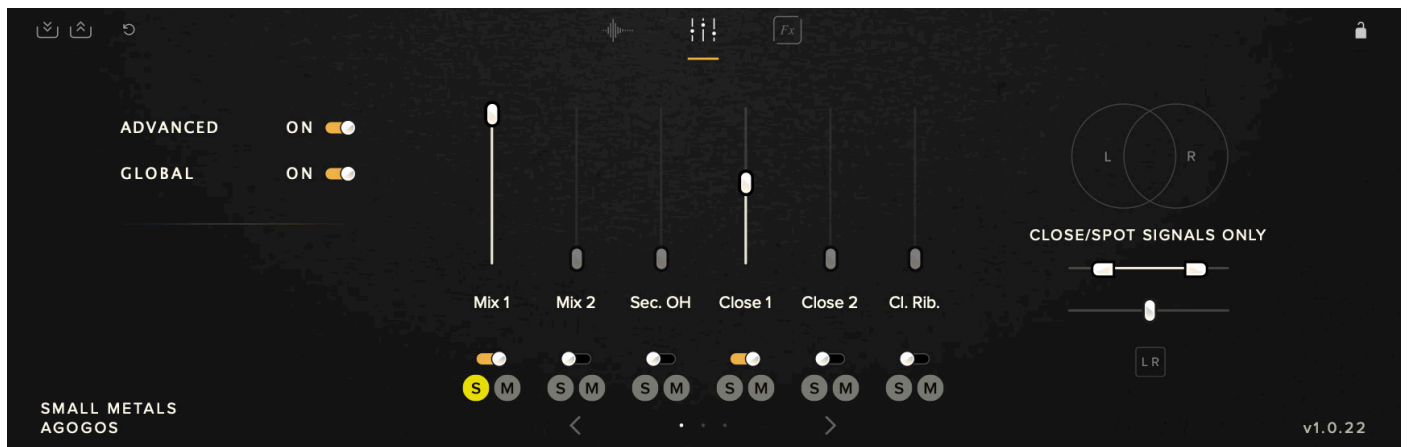 Fx
ADVANCED ON
GLOBAL ON
L R
CLOSE/SPOT SIGNALS ONLY
Mix 1 Mix 2 Sec. OH Close 1 Close 2 Cl. Rib.
S M S M S M S M S M S M
LR
SMALL METALS
AGOGOS
v1.0.22